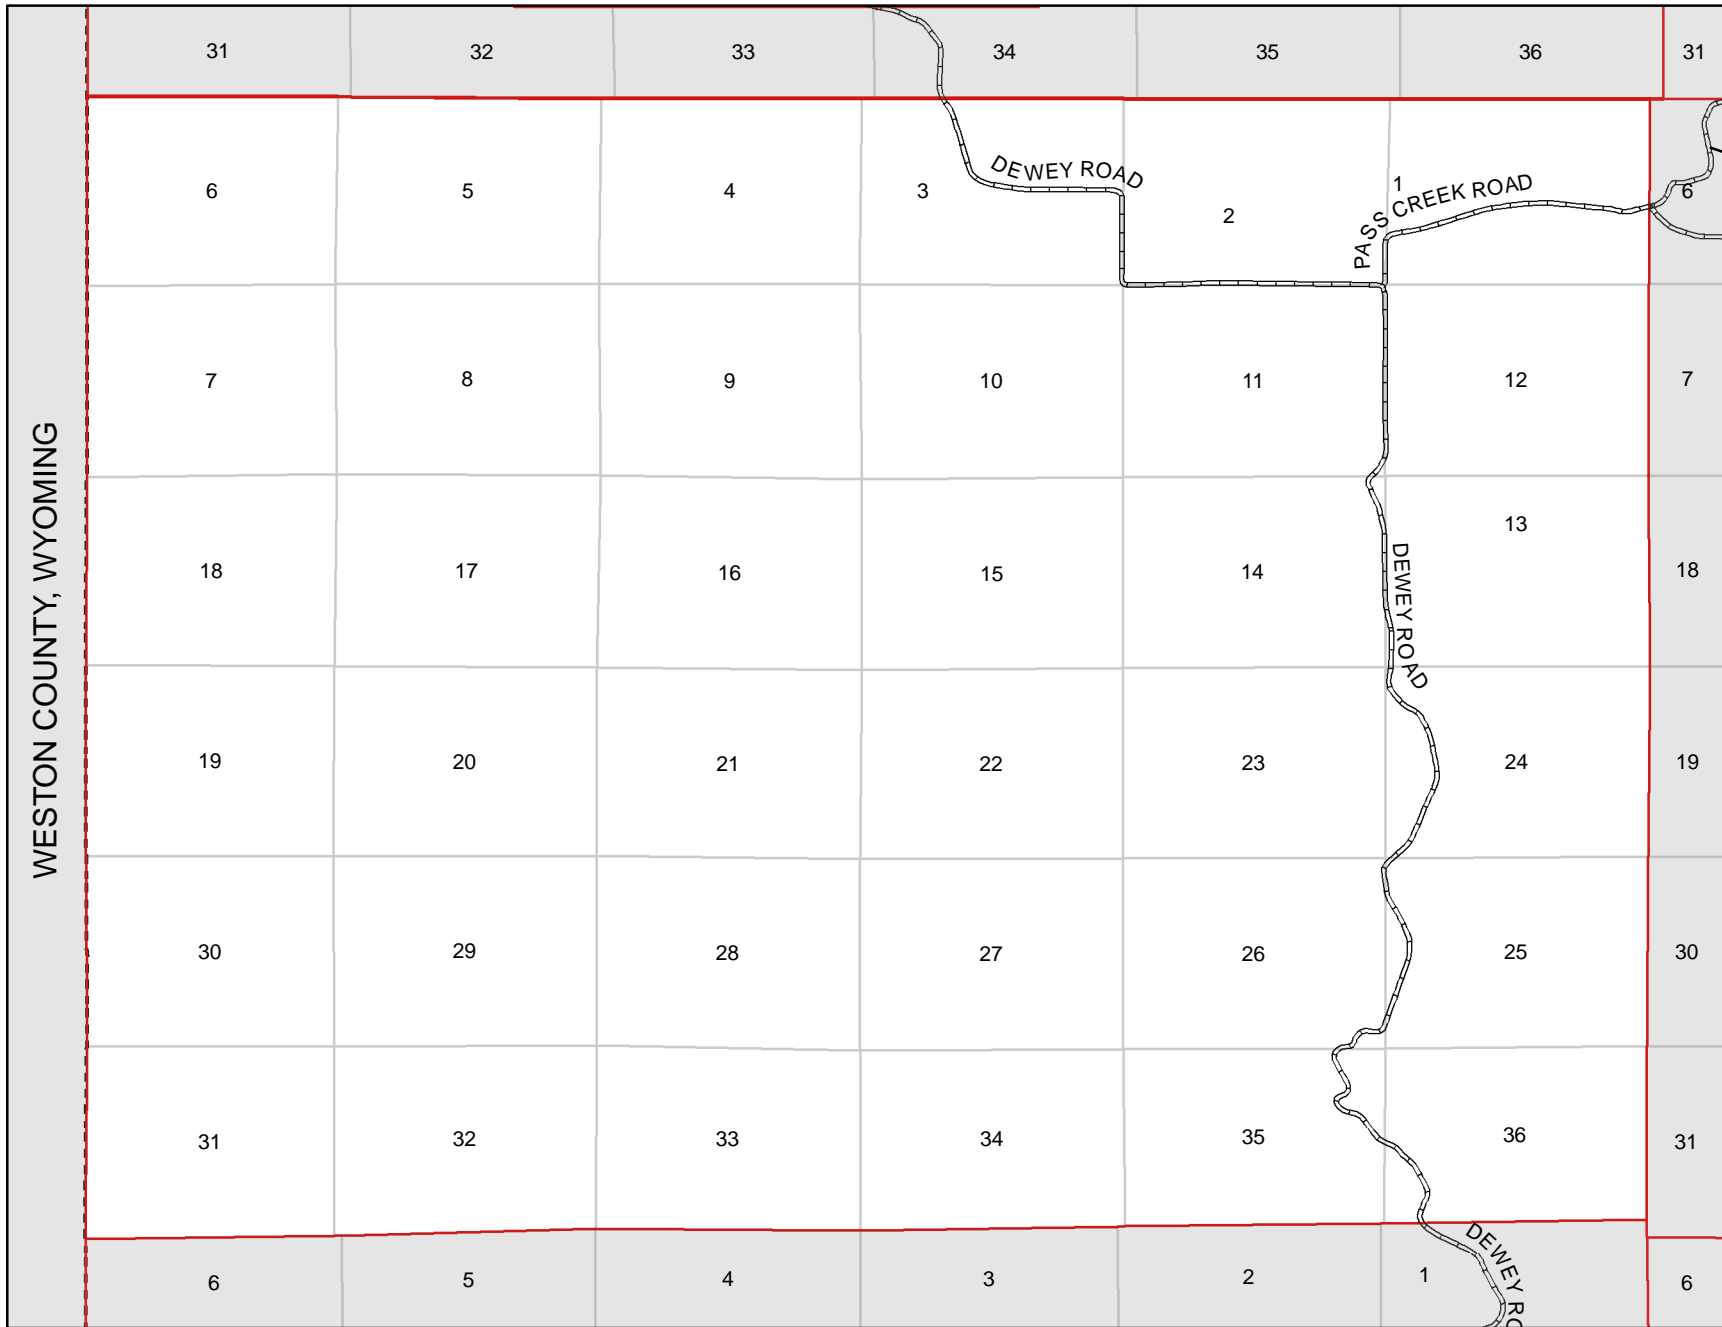 31 32 33 34 35 36 31
DEWEY ROAD
PASS CREEK ROAD
6 5 4 3 2 1 6
7 8 9 10 11 12 7
WESTON COUNTY, WYOMING
18 17 16 15 14 13 18
DEWEY ROAD
19 20 21 22 23 24 19
30 29 28 27 26 25 30
31 32 33 34 35 36 31
DEWEY RO
6 5 4 3 2 1 6